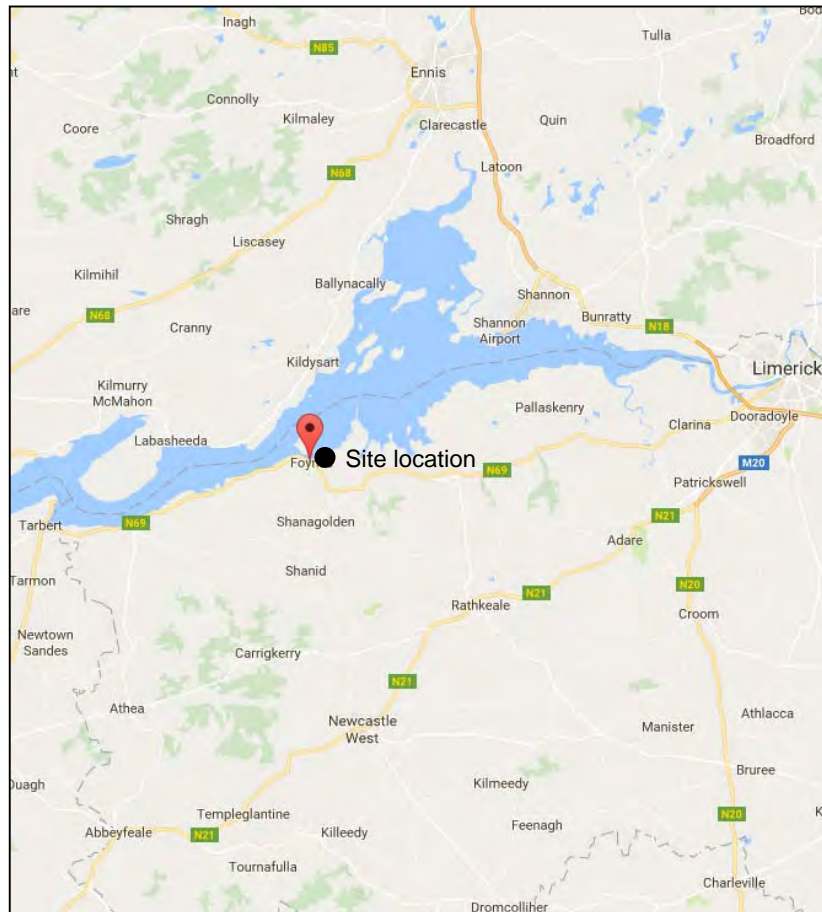 Inagh
Tulla
N85
Ennis
Connolly
Kilmaley
Coore
Clarecastle
Quin
Broadford
Latoon
N68
Shragh
Liscasey
Kilmihil
Ballynacally
Shannon
N68
Cranny
Shannon
Airport
Bunratty
N18
Kildysart
Limerick
Kilmurry
McMahon
Pallaskenry
Dooradoyle
Clarina
Labasheeda
Site location
N69
M20
Patrickswell
Shanagolden
N69
N21
Tarbert
Adare
Shanid
Tarmon
N21
N20
Rathkeale
Croom
Newtown
Sandes
Carrigkerry
N21
Athea
Athlacca
Newcastle
West
Manister
Bruree
Kilmeedy
Templeglantine
N20
Feenagh
Abbeyfeale
N21
Killeedy
Tournafulla
Charleville
Dromcolliher